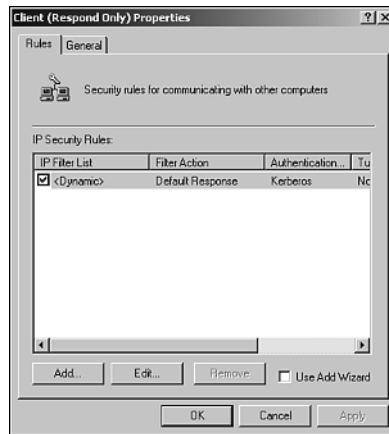 Client (Respond Only) Properties
Rules General
Security rules for communicating with other computers
IP Security Rules:
IP Filter List Filter Action Authentication... Tu
<Dynamic> Default Response Kerberos Nc
Add... Edit... Remove Use Add Wizard
OK Cancel Apply